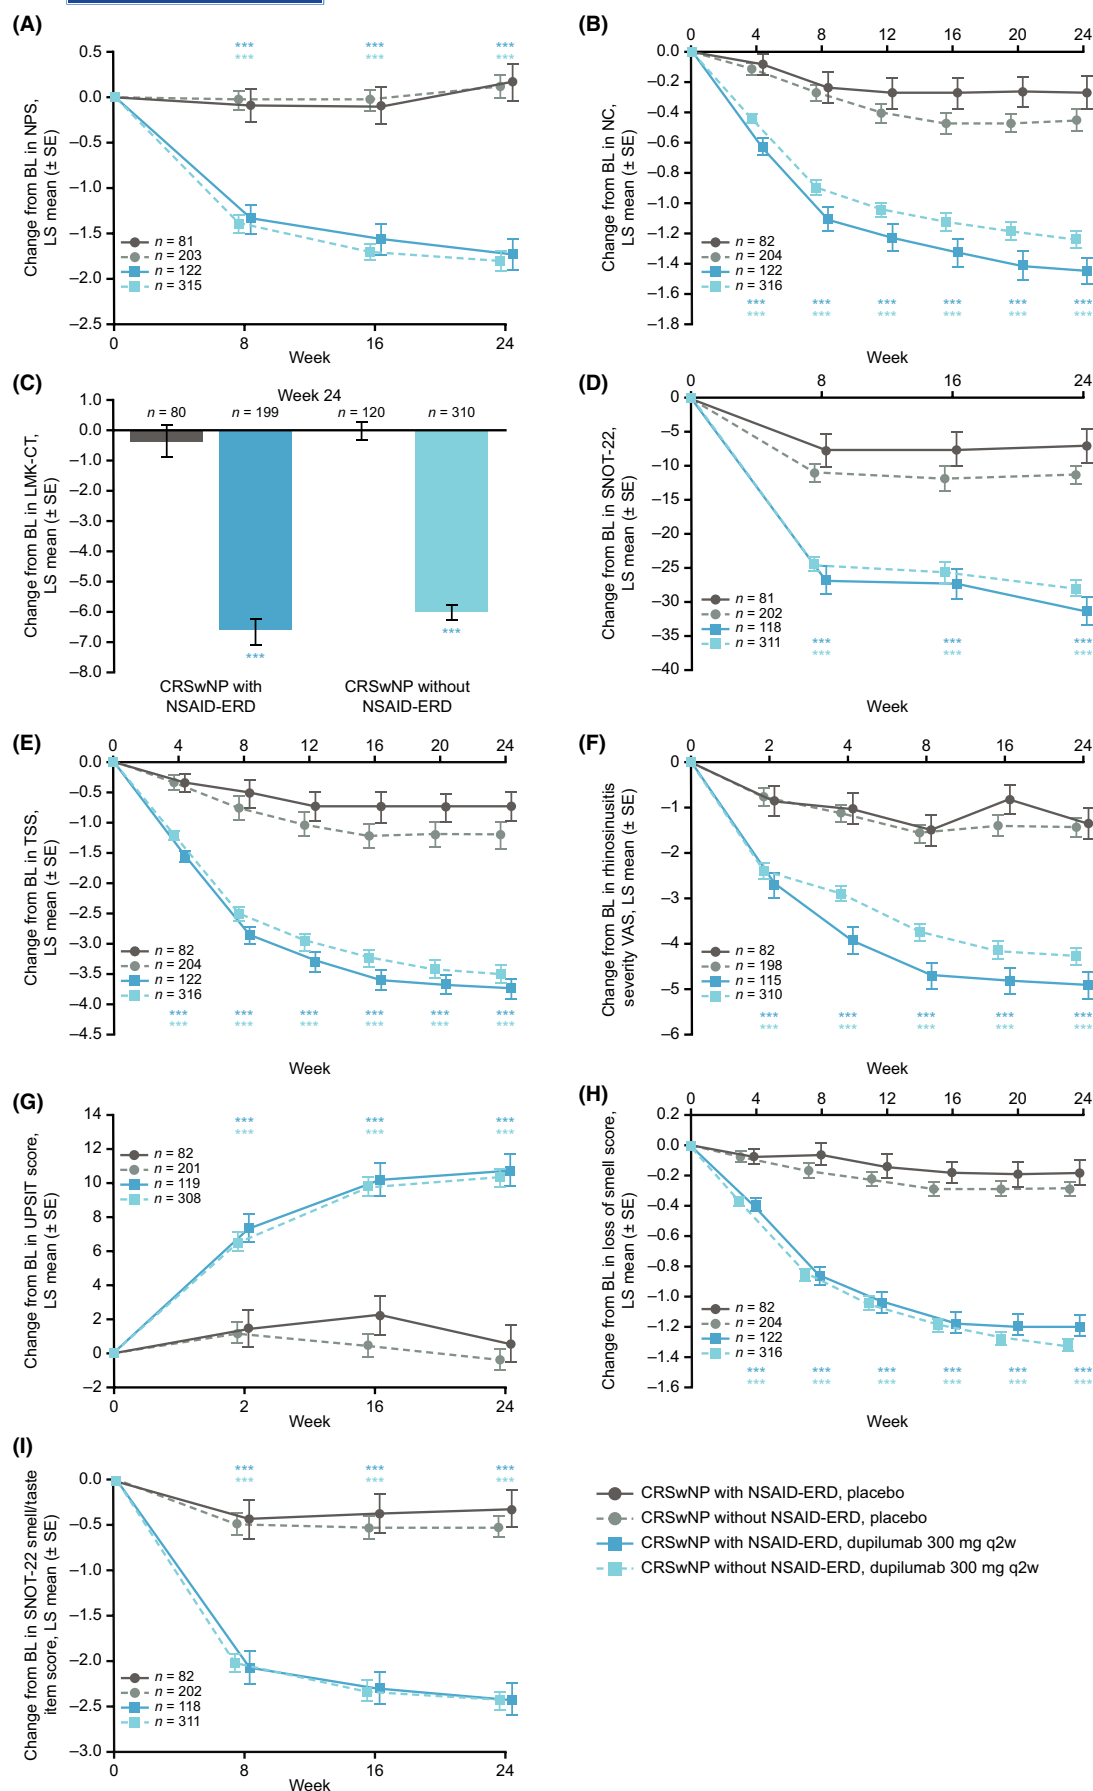 (A)
Change from BL in NPS,
LS mean (± SE)
0.5
0.0
−0.5
−1.0
−1.5
−2.0
−2.5
*** *** ***
*** *** ***
n = 81
n = 203
n = 122
n = 315
0 8 16 24
Week
(B)
0 4 8 12 16 20 24
Change from BL in NC,
LS mean (± SE)
0.0
−0.2
−0.4
−0.6
−0.8
−1.0
−1.2
−1.4
−1.6
−1.8
n = 82
n = 204
n = 122
n = 316
*** *** *** *** *** ***
*** *** *** *** *** ***
Week
(C)
Week 24
n = 80 n = 199 n = 120 n = 310
Change from BL in LMK-CT,
LS mean (± SE)
1.0
0.0
−1.0
−2.0
−3.0
−4.0
−5.0
−6.0
−7.0
−8.0
*** ***
CRSwNP with
NSAID-ERD
CRSwNP without
NSAID-ERD
(D)
0 8 16 24
Change from BL in SNOT-22,
LS mean (± SE)
0
−5
−10
−15
−20
−25
−30
−35
−40
n = 81
n = 202
n = 118
n = 311
*** *** ***
*** *** ***
Week
(E)
0 4 8 12 16 20 24
Change from BL in TSS,
LS mean (± SE)
0.0
−0.5
−1.0
−1.5
−2.0
−2.5
−3.0
−3.5
−4.0
−4.5
n = 82
n = 204
n = 122
n = 316
*** *** *** *** *** ***
*** *** *** *** *** ***
Week
(F)
0 2 4 8 16 24
Change from BL in rhinosinusitis
severity VAS, LS mean (± SE)
0
−1
−2
−3
−4
−5
−6
n = 82
n = 198
n = 115
n = 310
*** *** *** *** ***
*** *** *** *** ***
Week
(G)
Change from BL in UPSIT score,
LS mean (± SE)
14
12
10
8
6
4
2
0
−2
*** *** ***
*** *** ***
n = 82
n = 201
n = 119
n = 308
0 2 16 24
Week
(H)
0 4 8 12 16 20 24
Change from BL in loss of smell score,
LS mean (± SE)
0.2
0.0
−0.2
−0.4
−0.6
−0.8
−1.0
−1.2
−1.4
−1.6
n = 82
n = 204
n = 122
n = 316
*** *** *** *** *** ***
*** *** *** *** *** ***
Week
(I)
Change from BL in SNOT-22 smell/taste
item score, LS mean (± SE)
0.0
−0.5
−1.0
−1.5
−2.0
−2.5
−3.0
*** *** ***
*** *** ***
n = 82
n = 202
n = 118
n = 311
0 8 16 24
Week
CRSwNP with NSAID-ERD, placebo
CRSwNP without NSAID-ERD, placebo
CRSwNP with NSAID-ERD, dupilumab 300 mg q2w
CRSwNP without NSAID-ERD, dupilumab 300 mg q2w